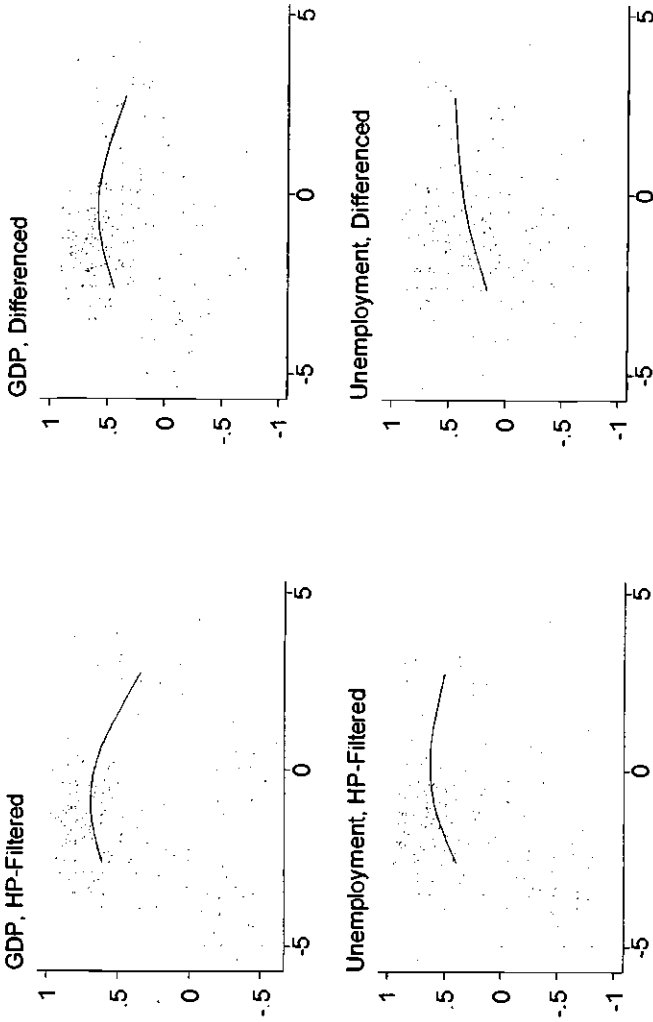 GDP, HP-Filtered
1
.5
0
-.5
-5 0 5
GDP, Differenced
1
.5
0
-.5
-1
-5 0 5
Unemployment, HP-Filtered
1
.5
0
-.5
-1
-5 0 5
Unemployment, Differenced
1
.5
0
-.5
-1
-5 0 5